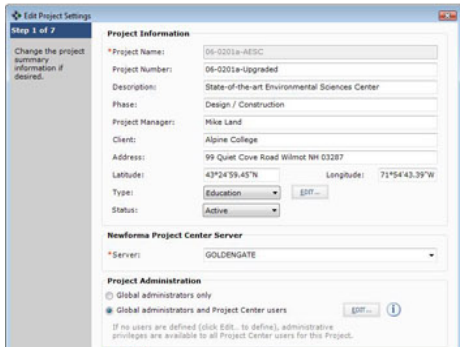 Edit Project Settings
Step 1 of 7
Change the project
summary
information if
desired.
Project Information
*Project Name: 06-0201a-AESC
Project Number: 06-0201a-Upgraded
Description: State-of-the-art Environmental Sciences Center
Phase: Design / Construction
Project Manager: Mike Land
Client: Alpine College
Address: 99 Quiet Cove Road Wilmot NH 03287
Latitude: 43°24'59.45"N Longitude: 71°54'43.39"W
Type: Education EDIT...
Status: Active
Newforma Project Center Server
*Server: GOLDENGATE
Project Administration
Global administrators only
Global administrators and Project Center users EDIT... i
If no users are defined (click Edit.. to define), administrative
privileges are available to all Project Center users for this Project.